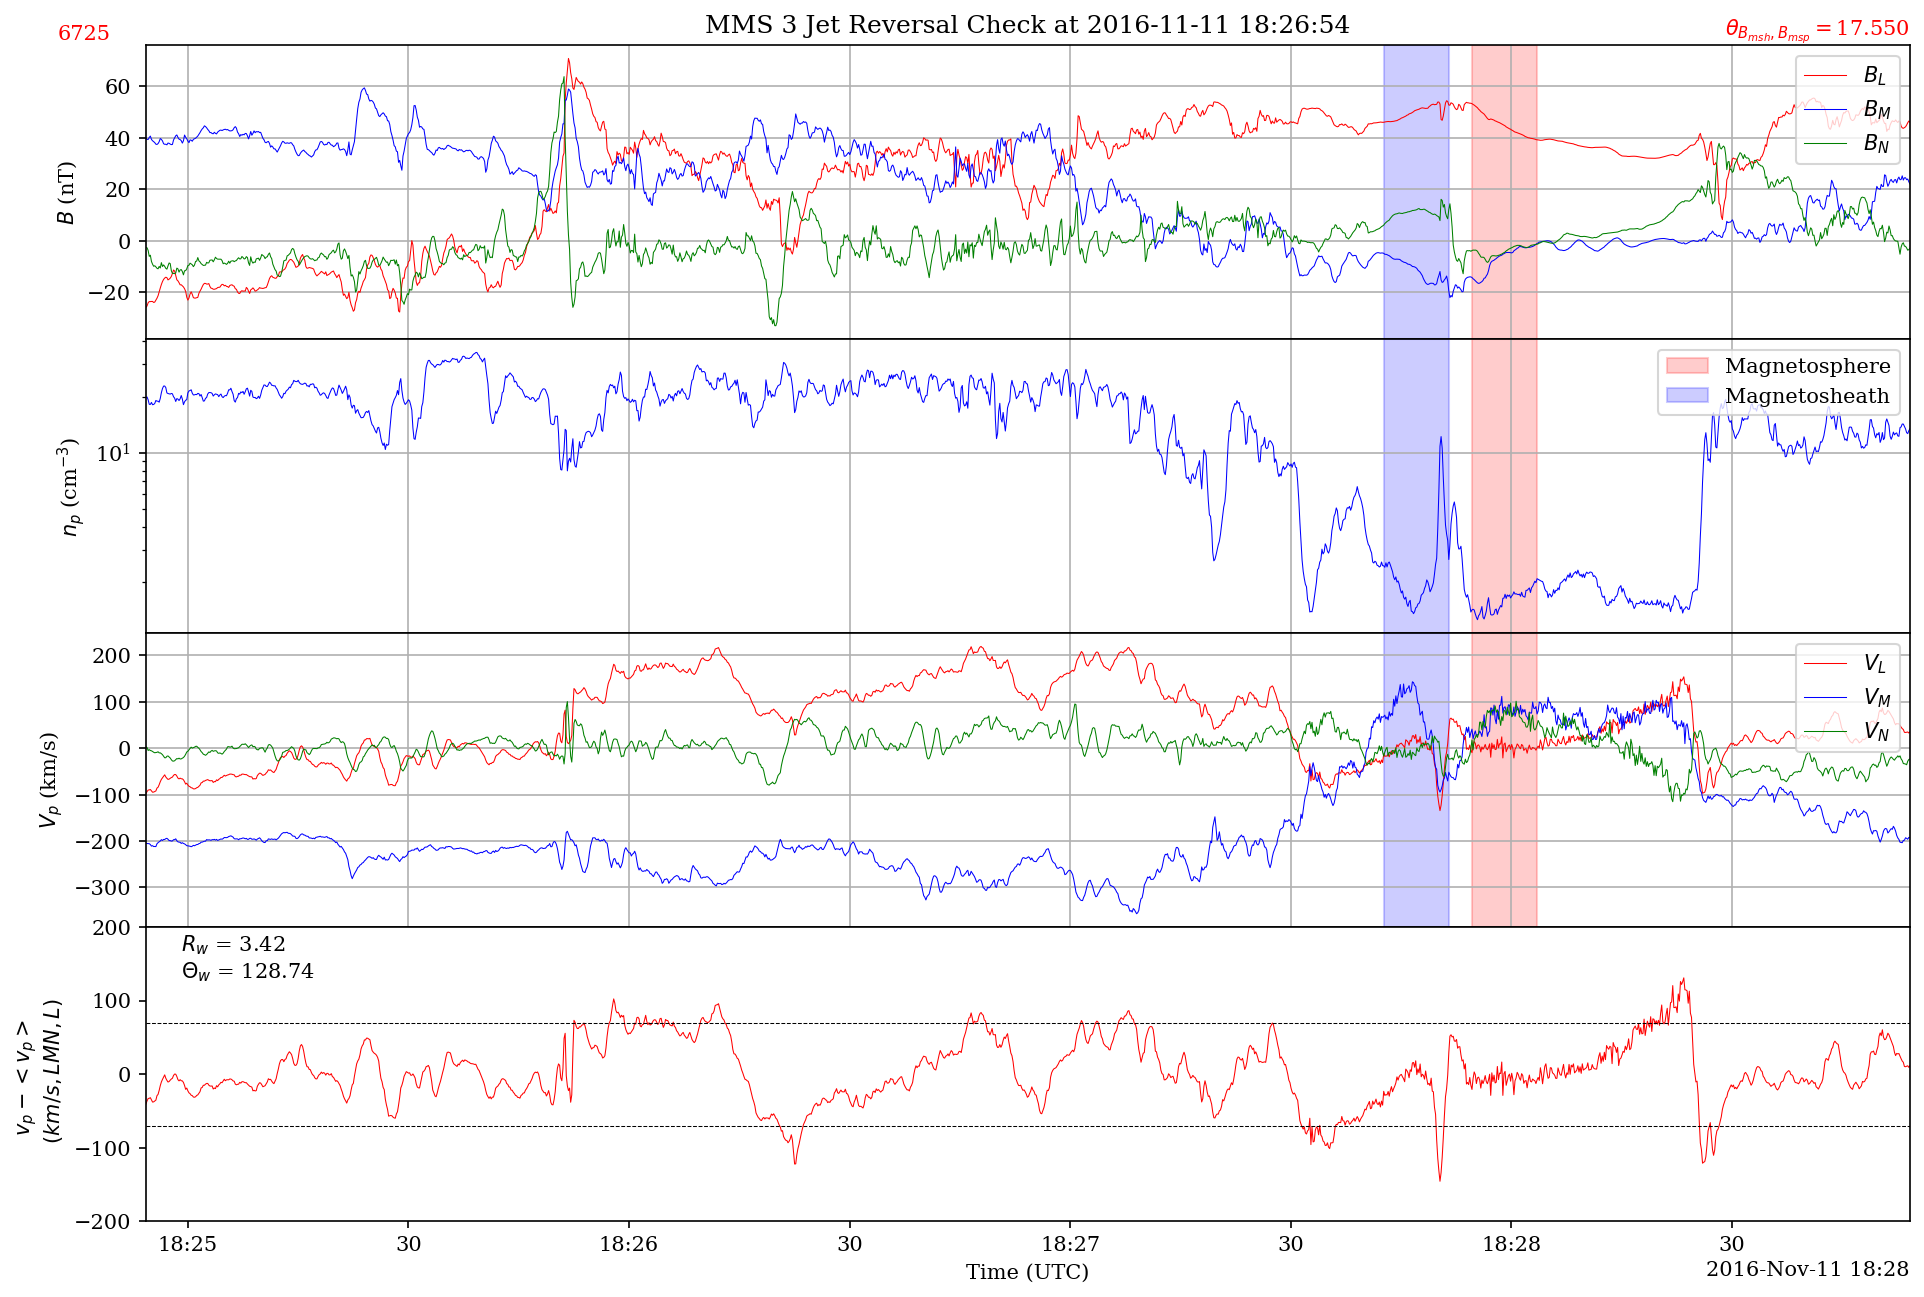 6725
MMS 3 Jet Reversal Check at 2016-11-11 18:26:54
θ_{B_{msh}, B_{msp}} = 17.550
B (nT)
60
40
20
0
−20
B_L
B_M
B_N
n_p (cm^{−3})
10^1
Magnetosphere
Magnetosheath
V_p (km/s)
200
100
0
−100
−200
−300
V_L
V_M
V_N
v_p − < v_p >
(km/s, LMN, L)
200
100
0
−100
−200
R_w = 3.42
Θ_w = 128.74
18:25
30
18:26
30
18:27
30
18:28
30
Time (UTC)
2016-Nov-11 18:28